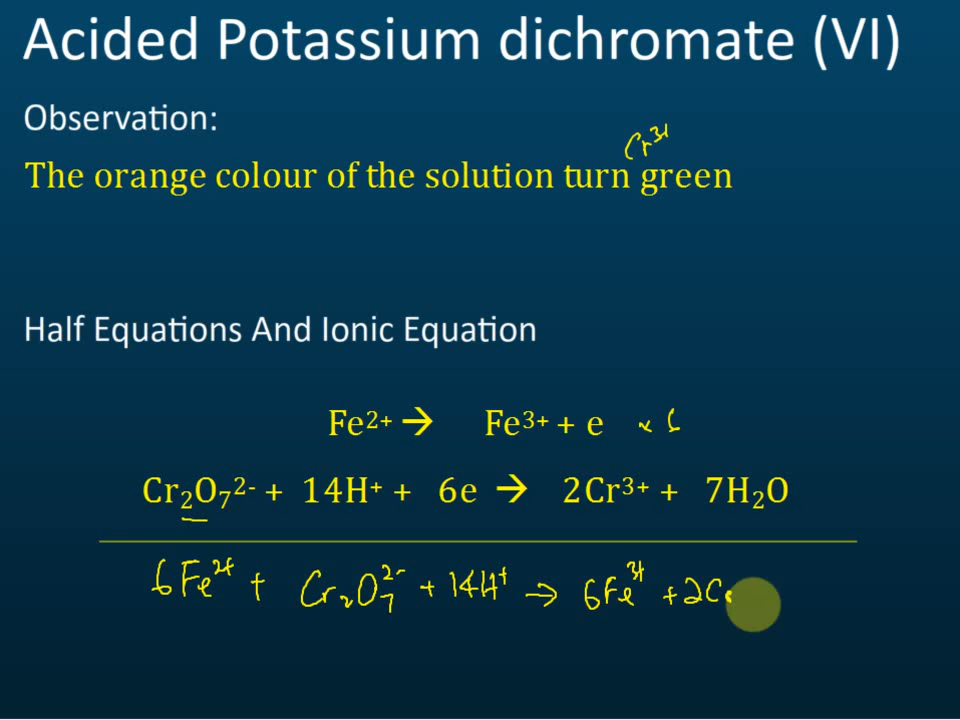 Acided Potassium dichromate (VI)
Observation:
Cr³⁺
The orange colour of the solution turn green
Half Equations And Ionic Equation
Fe²⁺ → Fe³⁺ + e × 6
Cr₂O₇²⁻ + 14H⁺ + 6e → 2Cr³⁺ + 7H₂O
6Fe²⁺ + Cr₂O₇²⁻ + 14H⁺ → 6Fe³⁺ + 2C